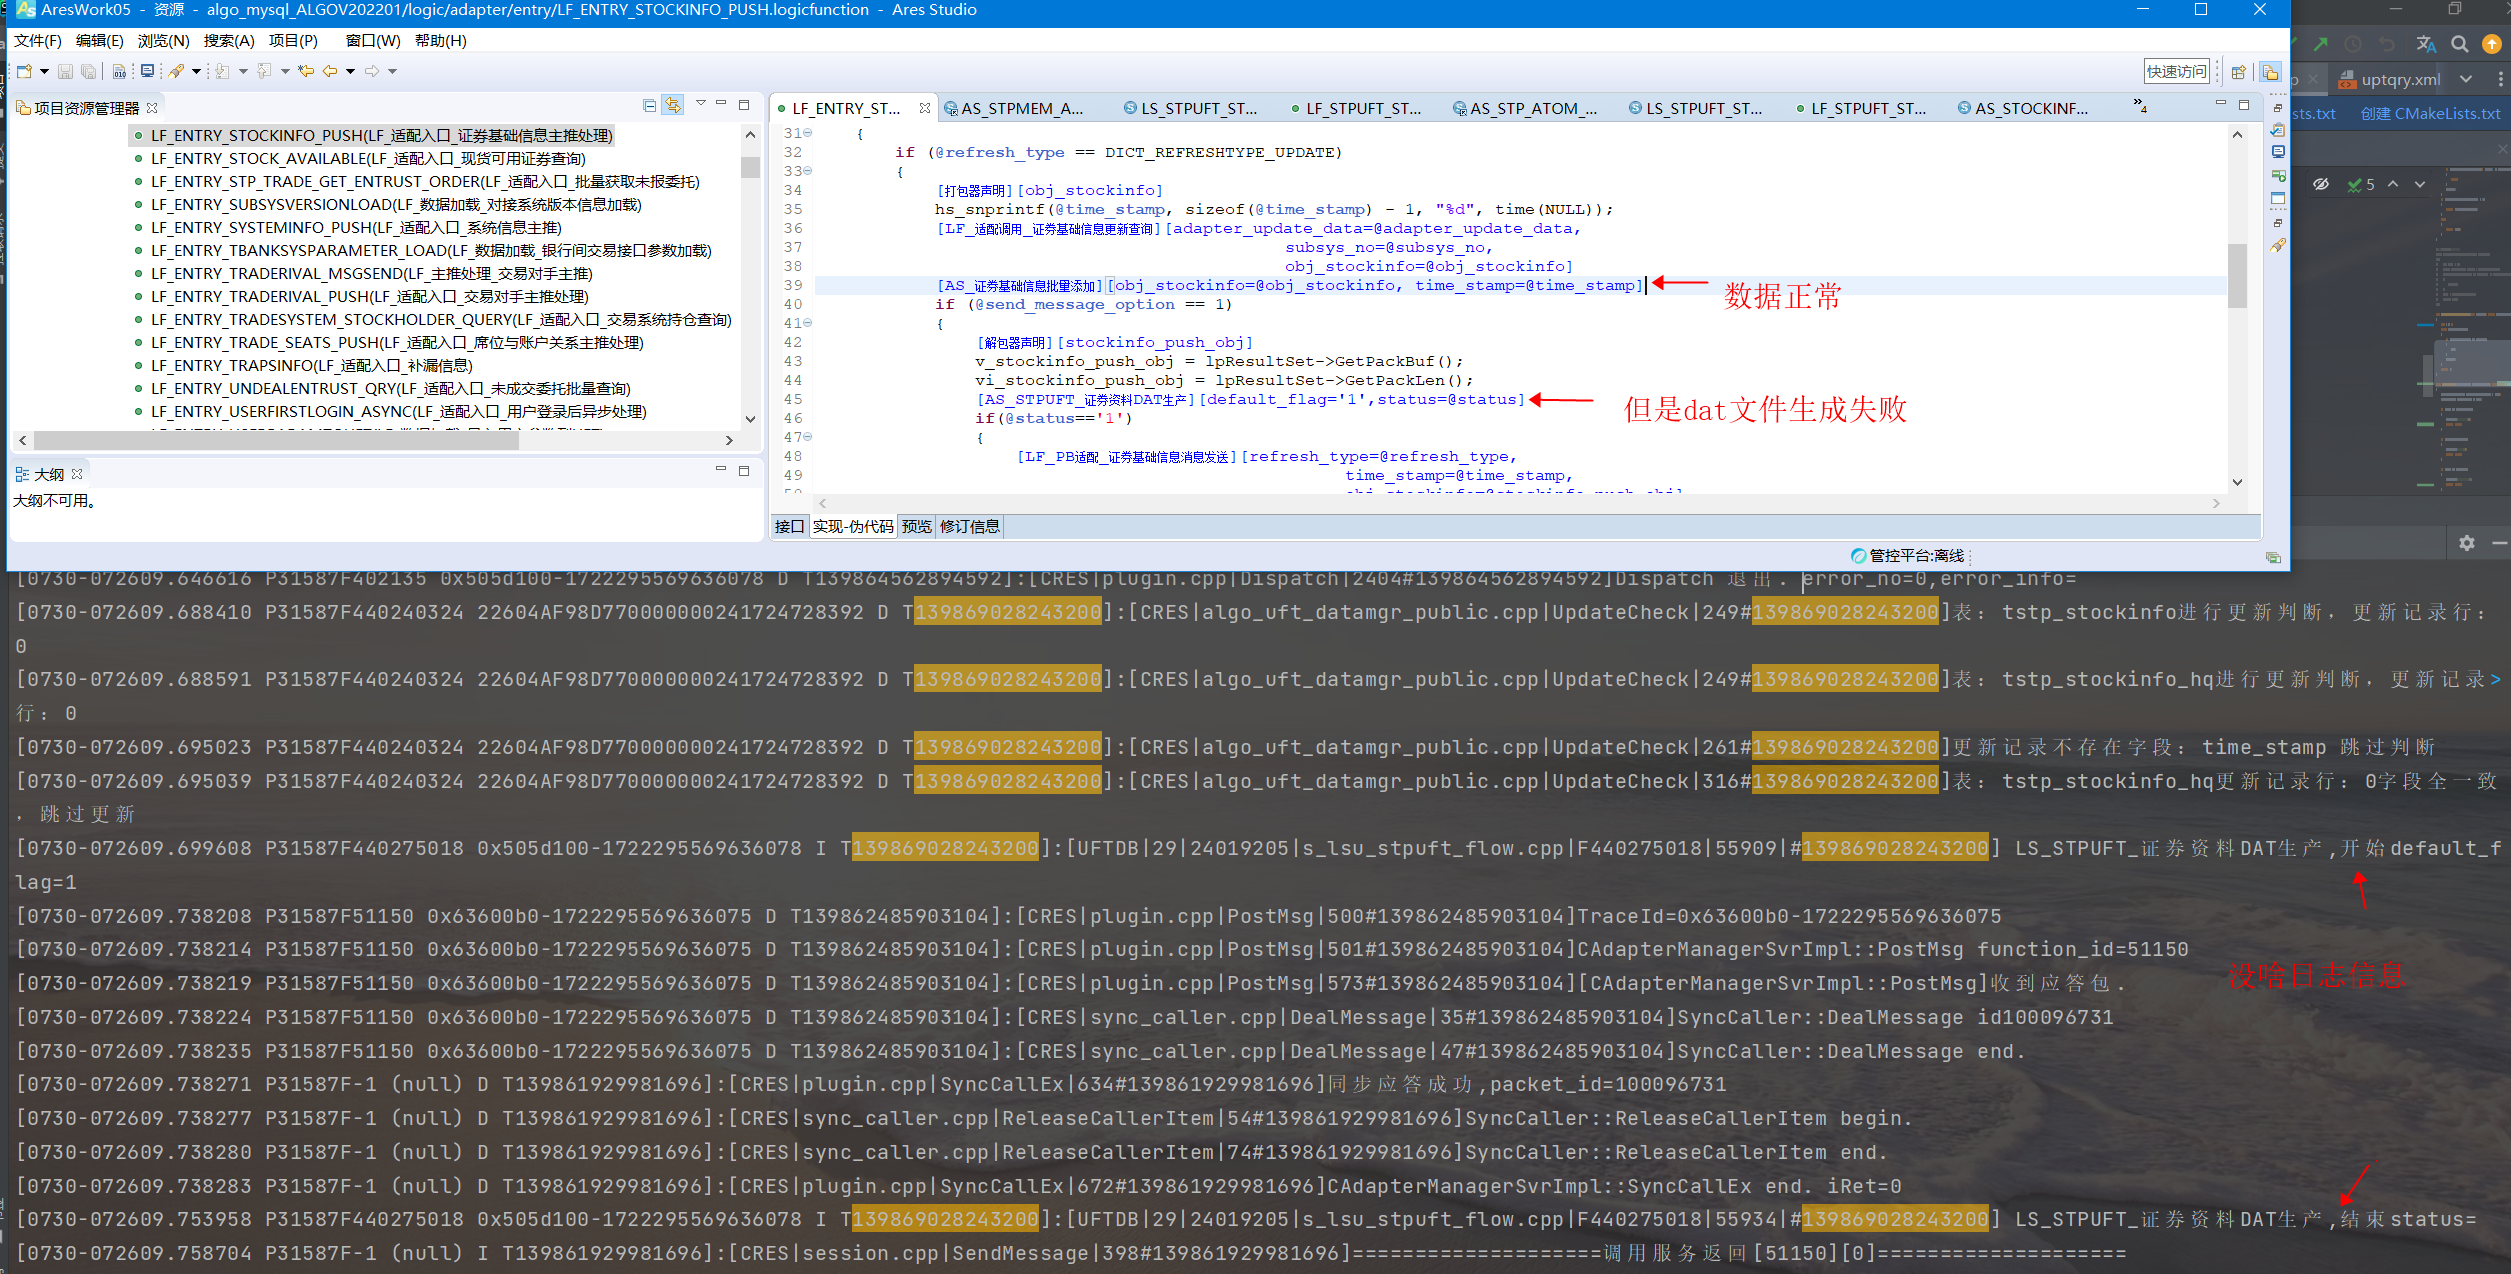 AresWork05 - 资源 - algo_mysql_ALGOV202201/logic/adapter/entry/LF_ENTRY_STOCKINFO_PUSH.logicfunction - Ares Studio
文件(F) 编辑(E) 浏览(N) 搜索(A) 项目(P) 窗口(W) 帮助(H)
快速访问
uptqry.xml
sts.txt 创建 CMakeLists.txt
5
项目资源管理器
LF_ENTRY_STOCKINFO_PUSH(LF_适配入口_证券基础信息主推处理)
LF_ENTRY_STOCK_AVAILABLE(LF_适配入口_现货可用证券查询)
LF_ENTRY_STP_TRADE_GET_ENTRUST_ORDER(LF_适配入口_批量获取未报委托)
LF_ENTRY_SUBSYSVERSIONLOAD(LF_数据加载_对接系统版本信息加载)
LF_ENTRY_SYSTEMINFO_PUSH(LF_适配入口_系统信息主推)
LF_ENTRY_TBANKSYSPARAMETER_LOAD(LF_数据加载_银行间交易接口参数加载)
LF_ENTRY_TRADERIVAL_MSGSEND(LF_主推处理_交易对手主推)
LF_ENTRY_TRADERIVAL_PUSH(LF_适配入口_交易对手主推处理)
LF_ENTRY_TRADESYSTEM_STOCKHOLDER_QUERY(LF_适配入口_交易系统持仓查询)
LF_ENTRY_TRADE_SEATS_PUSH(LF_适配入口_席位与账户关系主推处理)
LF_ENTRY_TRAPSINFO(LF_适配入口_补漏信息)
LF_ENTRY_UNDEALENTRUST_QRY(LF_适配入口_未成交委托批量查询)
LF_ENTRY_USERFIRSTLOGIN_ASYNC(LF_适配入口_用户登录后异步处理)
大纲
大纲不可用。
LF_ENTRY_ST... AS_STPMEM_A... LS_STPUFT_ST... LF_STPUFT_ST... AS_STP_ATOM_... LS_STPUFT_ST... LF_STPUFT_ST... AS_STOCKINF... »4
31 {
32 if (@refresh_type == DICT_REFRESHTYPE_UPDATE)
33 {
34 [打包器声明][obj_stockinfo]
35 hs_snprintf(@time_stamp, sizeof(@time_stamp) - 1, "%d", time(NULL));
36 [LF_适配调用_证券基础信息更新查询][adapter_update_data=@adapter_update_data,
37 subsys_no=@subsys_no,
38 obj_stockinfo=@obj_stockinfo]
39 [AS_证券基础信息批量添加][obj_stockinfo=@obj_stockinfo, time_stamp=@time_stamp]
数据正常
40 if (@send_message_option == 1)
41 {
42 [解包器声明][stockinfo_push_obj]
43 v_stockinfo_push_obj = lpResultSet->GetPackBuf();
44 vi_stockinfo_push_obj = lpResultSet->GetPackLen();
45 [AS_STPUFT_证券资料DAT生产][default_flag='1',status=@status]
但是dat文件生成失败
46 if(@status=='1')
47 {
48 [LF_PB适配_证券基础信息消息发送][refresh_type=@refresh_type,
49 time_stamp=@time_stamp,
接口 实现-伪代码 预览 修订信息
管控平台:离线
[0730-072609.646616 P31587F402135 0x505d100-1722295569636078 D T139864562894592]:[CRES|plugin.cpp|Dispatch|2404#139864562894592]Dispatch 退出. error_no=0,error_info=
[0730-072609.688410 P31587F440240324 22604AF98D7700000000241724728392 D T139869028243200]:[CRES|algo_uft_datamgr_public.cpp|UpdateCheck|249#139869028243200]表: tstp_stockinfo进行更新判断, 更新记录行:
0
[0730-072609.688591 P31587F440240324 22604AF98D7700000000241724728392 D T139869028243200]:[CRES|algo_uft_datamgr_public.cpp|UpdateCheck|249#139869028243200]表: tstp_stockinfo_hq进行更新判断, 更新记录>
行: 0
[0730-072609.695023 P31587F440240324 22604AF98D7700000000241724728392 D T139869028243200]:[CRES|algo_uft_datamgr_public.cpp|UpdateCheck|261#139869028243200]更新记录不存在字段: time_stamp 跳过判断
[0730-072609.695039 P31587F440240324 22604AF98D7700000000241724728392 D T139869028243200]:[CRES|algo_uft_datamgr_public.cpp|UpdateCheck|316#139869028243200]表: tstp_stockinfo_hq更新记录行: 0字段全一致
, 跳过更新
[0730-072609.699608 P31587F440275018 0x505d100-1722295569636078 I T139869028243200]:[UFTDB|29|24019205|s_lsu_stpuft_flow.cpp|F440275018|55909|#139869028243200] LS_STPUFT_证券资料DAT生产,开始default_f
lag=1
[0730-072609.738208 P31587F51150 0x63600b0-1722295569636075 D T139862485903104]:[CRES|plugin.cpp|PostMsg|500#139862485903104]TraceId=0x63600b0-1722295569636075
[0730-072609.738214 P31587F51150 0x63600b0-1722295569636075 D T139862485903104]:[CRES|plugin.cpp|PostMsg|501#139862485903104]CAdapterManagerSvrImpl::PostMsg function_id=51150
[0730-072609.738219 P31587F51150 0x63600b0-1722295569636075 D T139862485903104]:[CRES|plugin.cpp|PostMsg|573#139862485903104][CAdapterManagerSvrImpl::PostMsg]收到应答包.
没啥日志信息
[0730-072609.738224 P31587F51150 0x63600b0-1722295569636075 D T139862485903104]:[CRES|sync_caller.cpp|DealMessage|35#139862485903104]SyncCaller::DealMessage id100096731
[0730-072609.738235 P31587F51150 0x63600b0-1722295569636075 D T139862485903104]:[CRES|sync_caller.cpp|DealMessage|47#139862485903104]SyncCaller::DealMessage end.
[0730-072609.738271 P31587F-1 (null) D T139861929981696]:[CRES|plugin.cpp|SyncCallEx|634#139861929981696]同步应答成功,packet_id=100096731
[0730-072609.738277 P31587F-1 (null) D T139861929981696]:[CRES|sync_caller.cpp|ReleaseCallerItem|54#139861929981696]SyncCaller::ReleaseCallerItem begin.
[0730-072609.738280 P31587F-1 (null) D T139861929981696]:[CRES|sync_caller.cpp|ReleaseCallerItem|74#139861929981696]SyncCaller::ReleaseCallerItem end.
[0730-072609.738283 P31587F-1 (null) D T139861929981696]:[CRES|plugin.cpp|SyncCallEx|672#139861929981696]CAdapterManagerSvrImpl::SyncCallEx end. iRet=0
[0730-072609.753958 P31587F440275018 0x505d100-1722295569636078 I T139869028243200]:[UFTDB|29|24019205|s_lsu_stpuft_flow.cpp|F440275018|55934|#139869028243200] LS_STPUFT_证券资料DAT生产,结束status=
[0730-072609.758704 P31587F-1 (null) I T139861929981696]:[CRES|session.cpp|SendMessage|398#139861929981696]====================调用服务返回[51150][0]====================